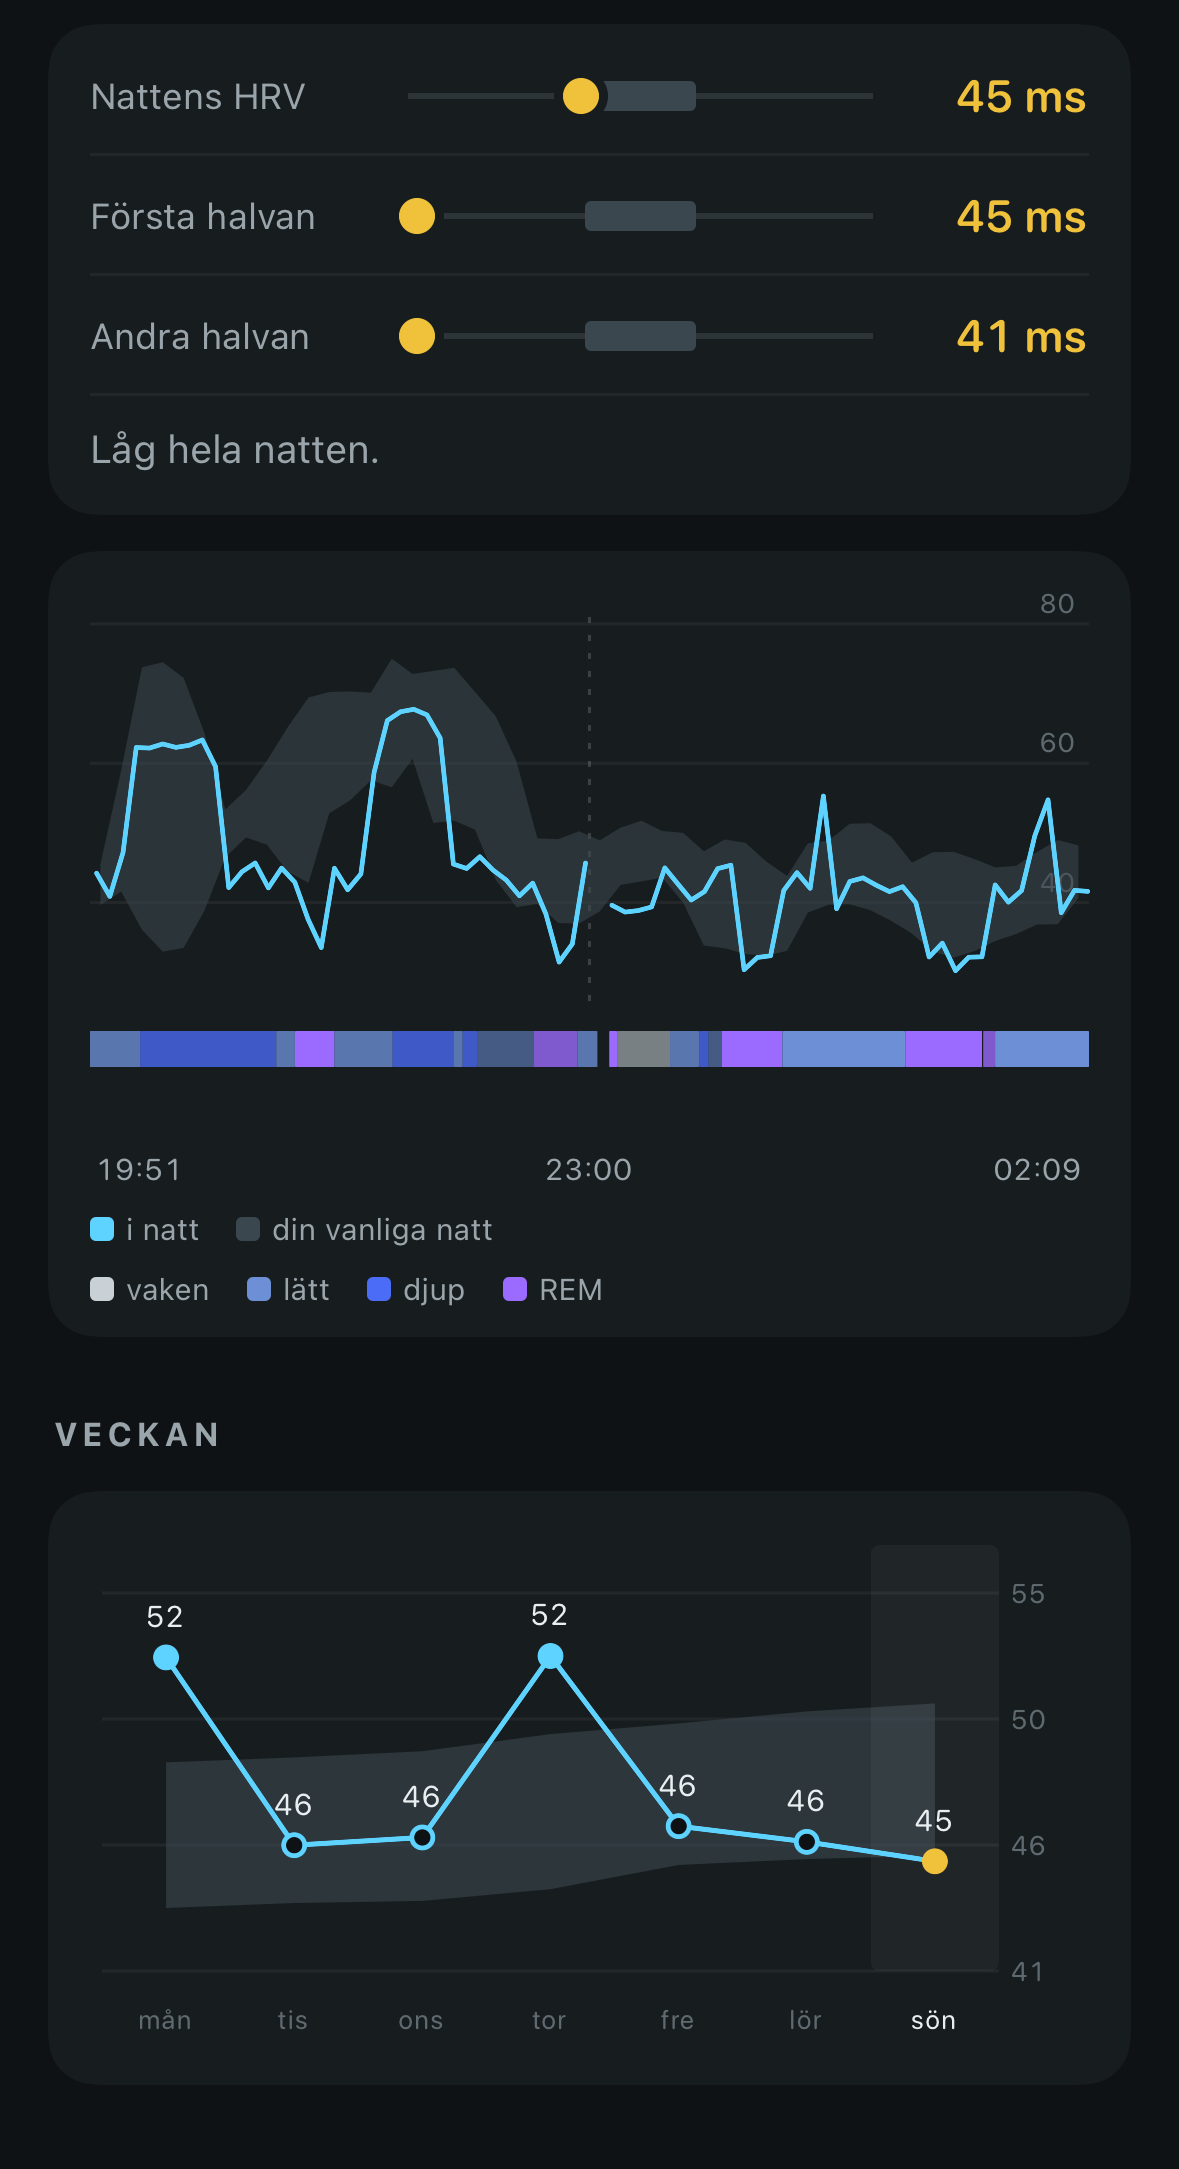 Nattens HRV 45 ms
Första halvan 45 ms
Andra halvan 41 ms
Låg hela natten.
80
60
40
19:51 23:00 02:09
i natt din vanliga natt
vaken lätt djup REM
VECKAN
55
52 52
50
46 46 46 46 45
46
41
mån tis ons tor fre lör sön